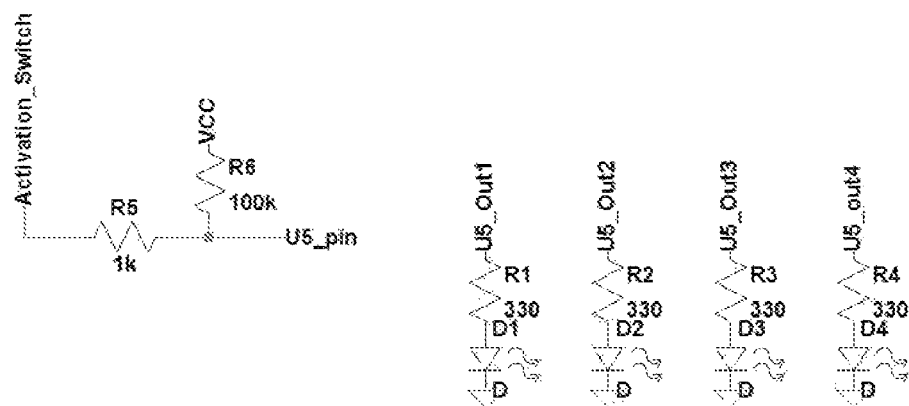 Activation_Switch
VCC
R6
100k
R5
1k
U5_pin
U5_Out1
U5_Out2
U5_Out3
U5_out4
R1
R2
R3
R4
330
330
330
330
D1
D2
D3
D4
D
D
D
D